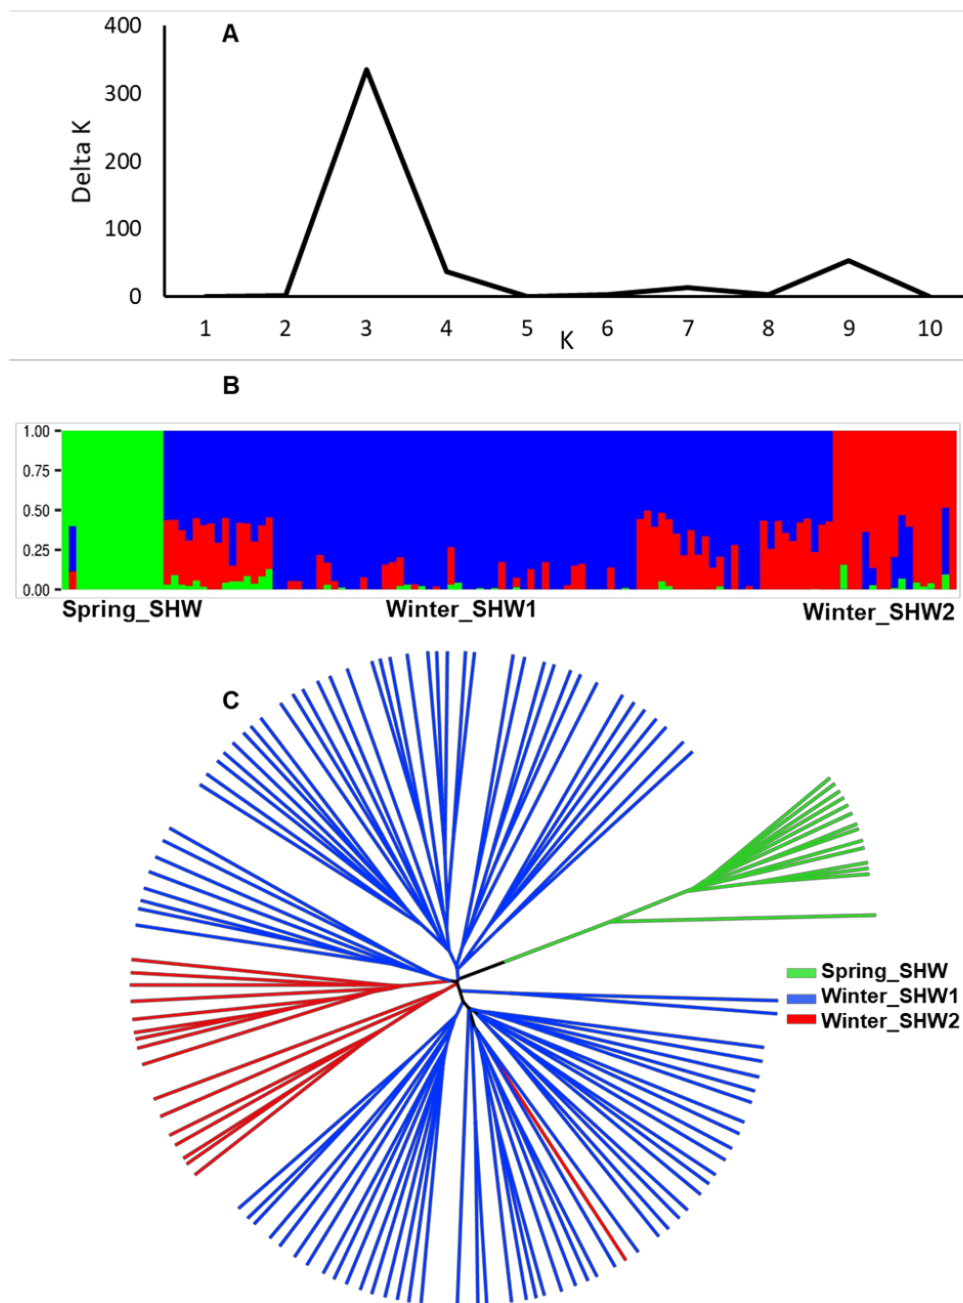 A
400
300
200
100
0
Delta K
1 2 3 4 5 6 7 8 9 10
K
B
1.00
0.75
0.50
0.25
0.00
Spring_SHW Winter_SHW1 Winter_SHW2
C
Spring_SHW
Winter_SHW1
Winter_SHW2